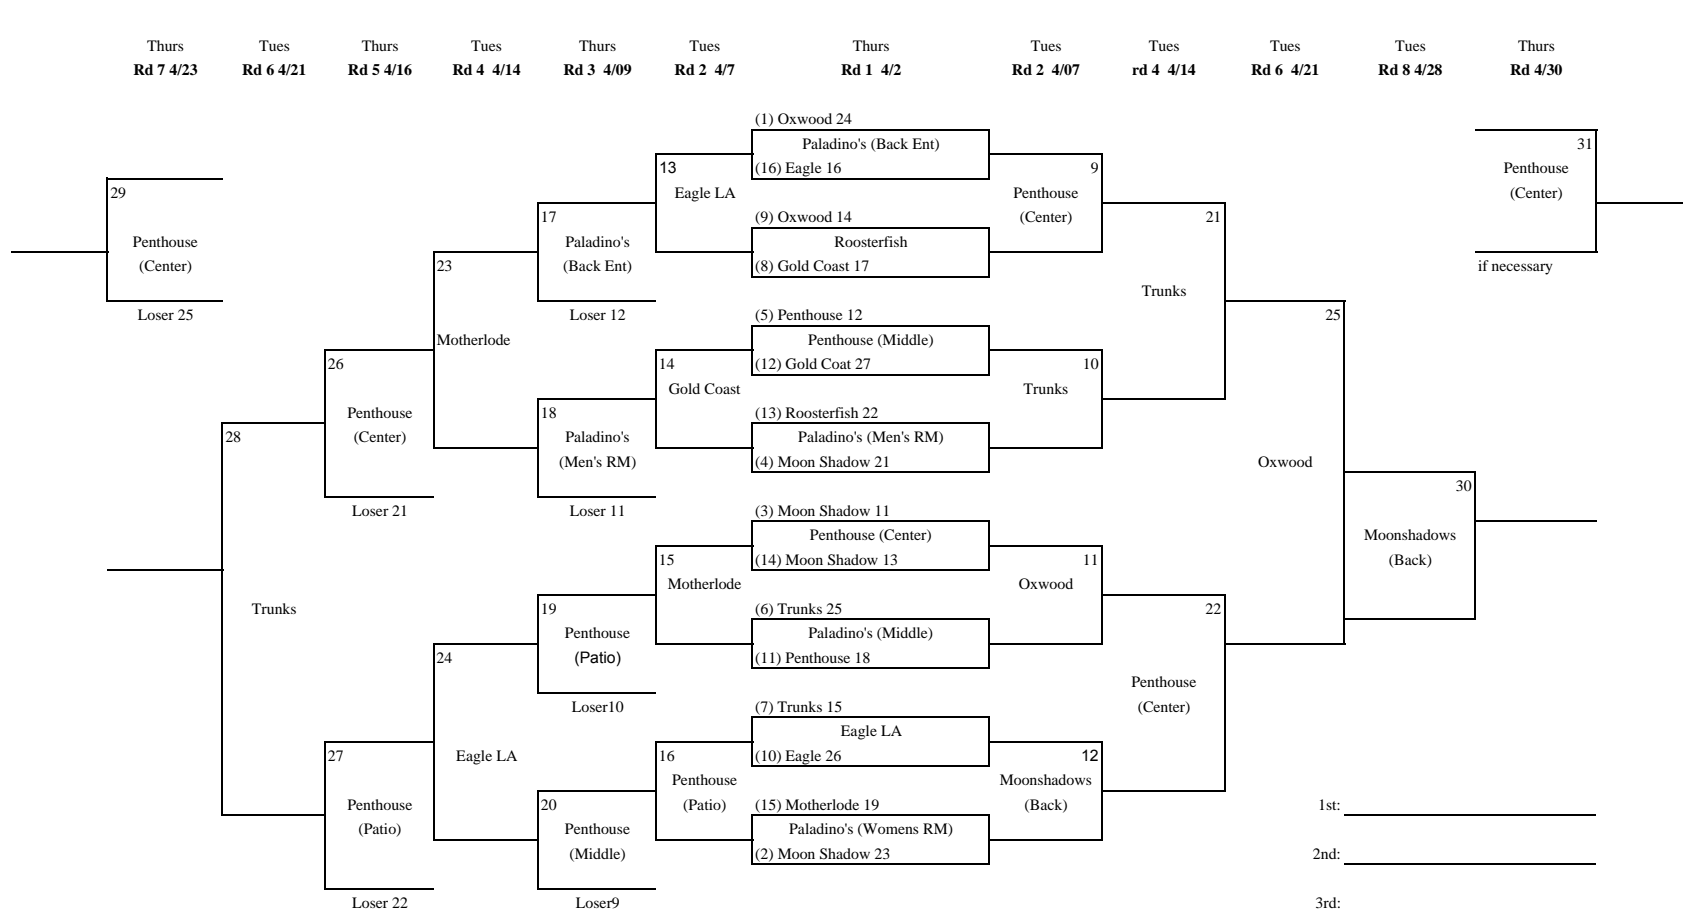 Thurs Tues Thurs Tues Thurs Tues Thurs Tues Tues Tues Tues Thurs
Rd 7 4/23 Rd 6 4/21 Rd 5 4/16 Rd 4 4/14 Rd 3 4/09 Rd 2 4/7 Rd 1 4/2 Rd 2 4/07 rd 4 4/14 Rd 6 4/21 Rd 8 4/28 Rd 4/30
(1) Oxwood 24
Paladino's (Back Ent) 31
13 (16) Eagle 16 9 Penthouse
29 Eagle LA Penthouse (Center)
17 (9) Oxwood 14 (Center) 21
Penthouse Paladino's Roosterfish
(Center) 23 (Back Ent) (8) Gold Coast 17 if necessary
Trunks
Loser 25 Loser 12 (5) Penthouse 12 25
Motherlode Penthouse (Middle)
26 14 (12) Gold Coat 27 10
Gold Coast Trunks
Penthouse 18 (13) Roosterfish 22
28 (Center) Paladino's Paladino's (Men's RM)
(Men's RM) (4) Moon Shadow 21 Oxwood
30
Loser 21 Loser 11 (3) Moon Shadow 11
Penthouse (Center) Moonshadows
15 (14) Moon Shadow 13 11 (Back)
Motherlode Oxwood
Trunks 19 (6) Trunks 25 22
Penthouse Paladino's (Middle)
24 (Patio) (11) Penthouse 18
Penthouse
Loser10 (7) Trunks 15 (Center)
Eagle LA
27 Eagle LA 16 (10) Eagle 26 12
Penthouse Moonshadows
Penthouse 20 (Patio) (15) Motherlode 19 (Back) 1st:
(Patio) Penthouse Paladino's (Womens RM)
(Middle) (2) Moon Shadow 23 2nd:
Loser 22 Loser9 3rd: